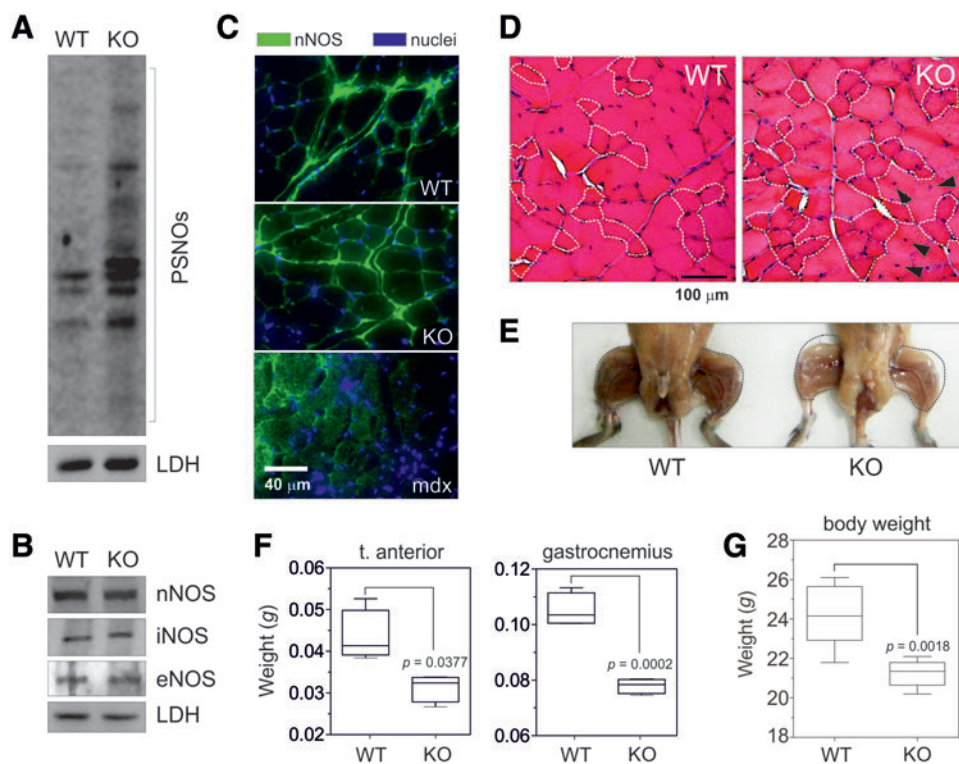 A
WT KO
PSNOs
LDH
B
WT KO
nNOS
iNOS
eNOS
LDH
C
nNOS nuclei
WT
KO
40 μm
mdx
D
WT
KO
100 μm
E
WT KO
F
t. anterior
Weight (g)
0.06
0.05
0.04
0.03
0.02
p = 0.0377
WT KO
gastrocnemius
0.12
0.10
0.08
0.06
p = 0.0002
WT KO
G
body weight
Weight (g)
28
26
24
22
20
18
p = 0.0018
WT KO